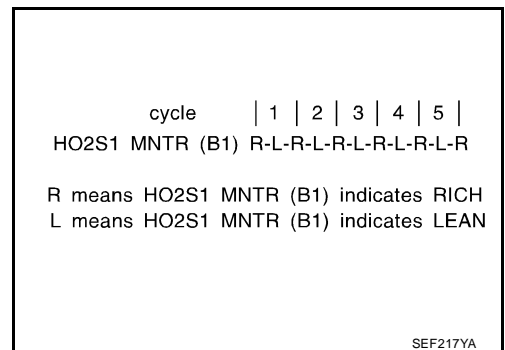 cycle | 1 | 2 | 3 | 4 | 5 |
HO2S1 MNTR (B1) R-L-R-L-R-L-R-L-R-L-R
R means HO2S1 MNTR (B1) indicates RICH
L means HO2S1 MNTR (B1) indicates LEAN
SEF217YA